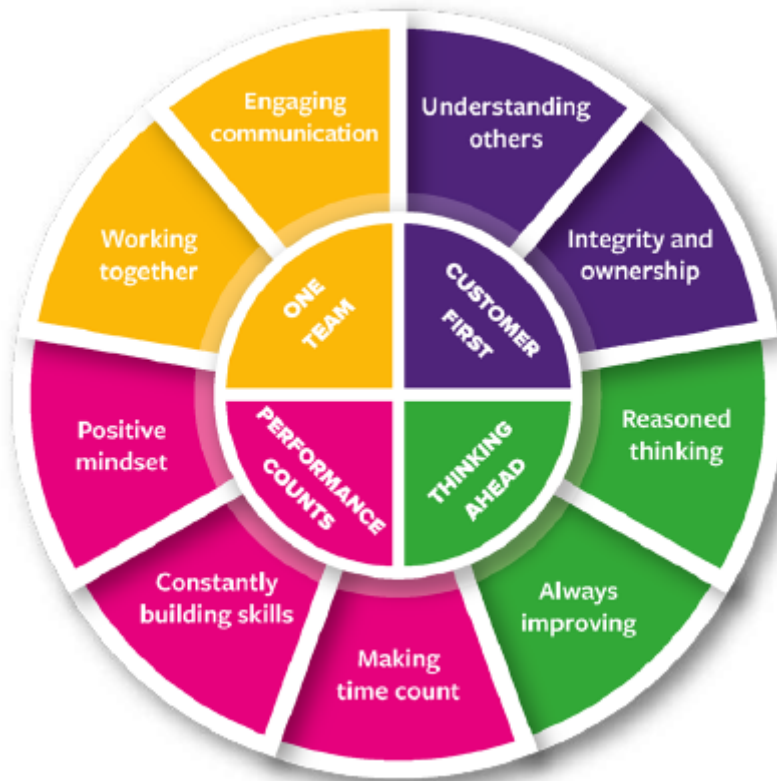 Engaging
communication
Understanding
others
Working
together
Integrity and
ownership
ONE
TEAM
CUSTOMER
FIRST
Positive
mindset
PERFORMANCE
COUNTS
THINKING
AHEAD
Reasoned
thinking
Constantly
building skills
Making
time count
Always
improving